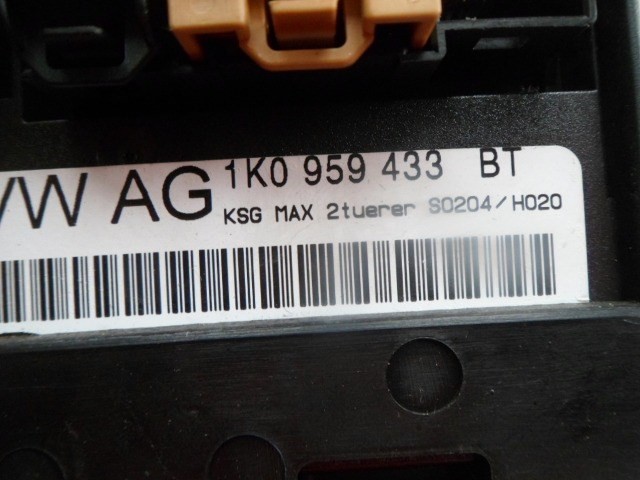 VW AG 1K0 959 433 BT
KSG MAX 2tuerer S0204/H020